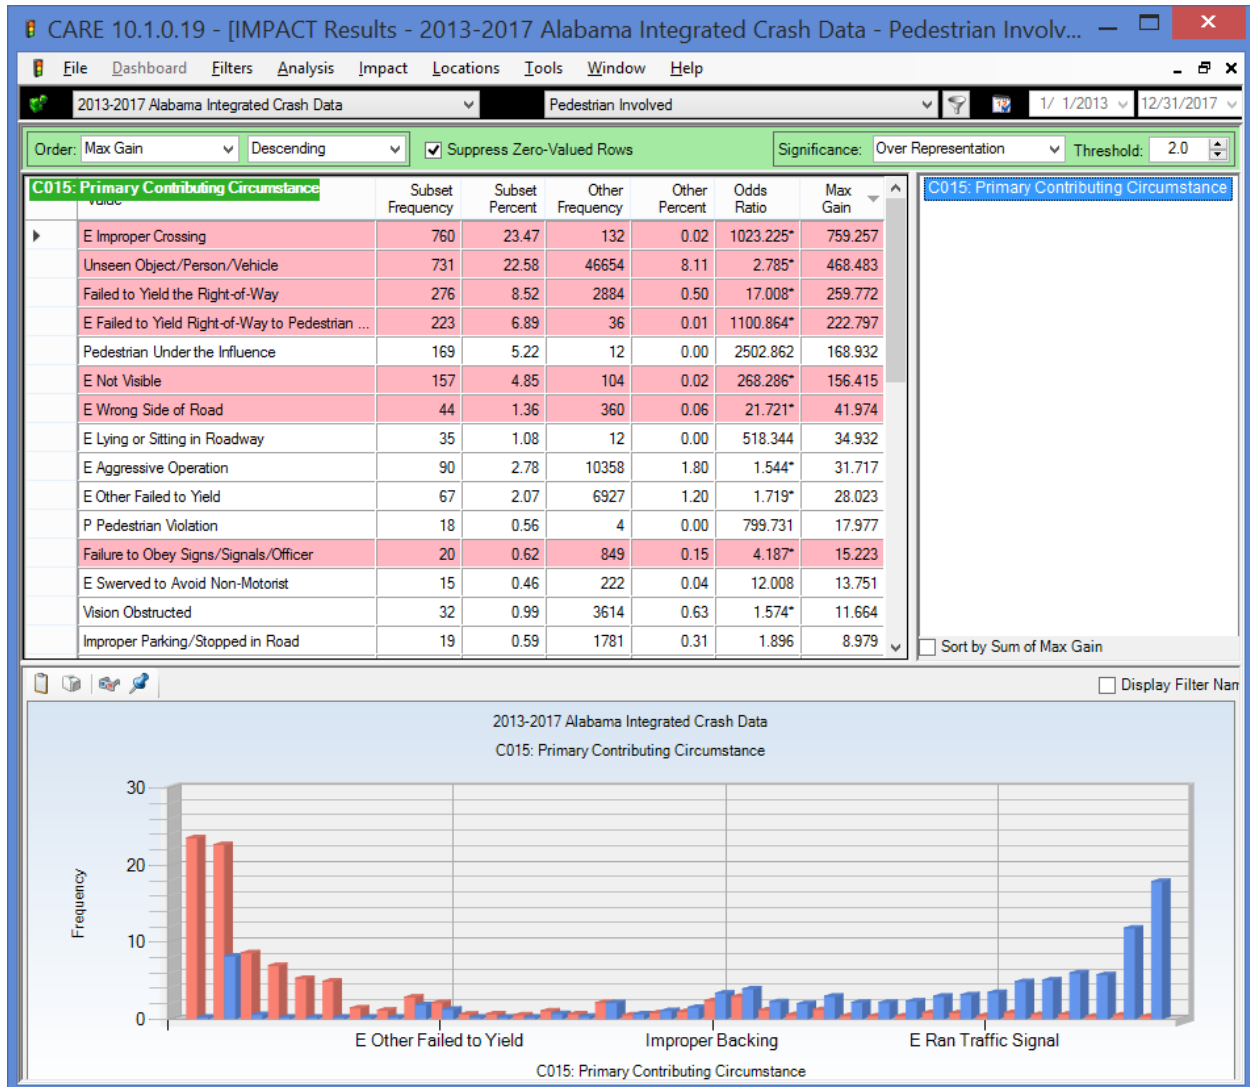 CARE 10.1.0.19 - [IMPACT Results - 2013-2017 Alabama Integrated Crash Data - Pedestrian Involv...
File Dashboard Filters Analysis Impact Locations Tools Window Help
2013-2017 Alabama Integrated Crash Data Pedestrian Involved 1/ 1/2013 12/31/2017
Order: Max Gain Descending Suppress Zero-Valued Rows Significance: Over Representation Threshold: 2.0
C015: Primary Contributing Circumstance Subset Frequency Subset Percent Other Frequency Other Percent Odds Ratio Max Gain C015: Primary Contributing Circumstance
E Improper Crossing 760 23.47 132 0.02 1023.225* 759.257
Unseen Object/Person/Vehicle 731 22.58 46654 8.11 2.785* 468.483
Failed to Yield the Right-of-Way 276 8.52 2884 0.50 17.008* 259.772
E Failed to Yield Right-of-Way to Pedestrian ... 223 6.89 36 0.01 1100.864* 222.797
Pedestrian Under the Influence 169 5.22 12 0.00 2502.862 168.932
E Not Visible 157 4.85 104 0.02 268.286* 156.415
E Wrong Side of Road 44 1.36 360 0.06 21.721* 41.974
E Lying or Sitting in Roadway 35 1.08 12 0.00 518.344 34.932
E Aggressive Operation 90 2.78 10358 1.80 1.544* 31.717
E Other Failed to Yield 67 2.07 6927 1.20 1.719* 28.023
P Pedestrian Violation 18 0.56 4 0.00 799.731 17.977
Failure to Obey Signs/Signals/Officer 20 0.62 849 0.15 4.187* 15.223
E Swerved to Avoid Non-Motorist 15 0.46 222 0.04 12.008 13.751
Vision Obstructed 32 0.99 3614 0.63 1.574* 11.664
Improper Parking/Stopped in Road 19 0.59 1781 0.31 1.896 8.979
Sort by Sum of Max Gain
Display Filter Nam
2013-2017 Alabama Integrated Crash Data
C015: Primary Contributing Circumstance
30
20
10
0
Frequency
E Other Failed to Yield Improper Backing E Ran Traffic Signal
C015: Primary Contributing Circumstance